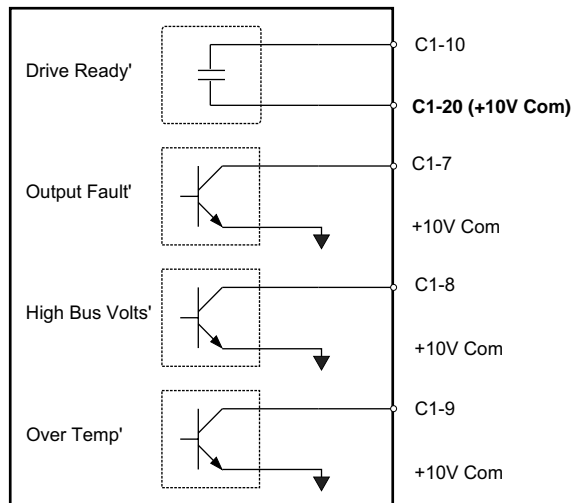 C1-10
Drive Ready'
C1-20 (+10V Com)
C1-7
Output Fault'
+10V Com
C1-8
High Bus Volts'
+10V Com
C1-9
Over Temp'
+10V Com